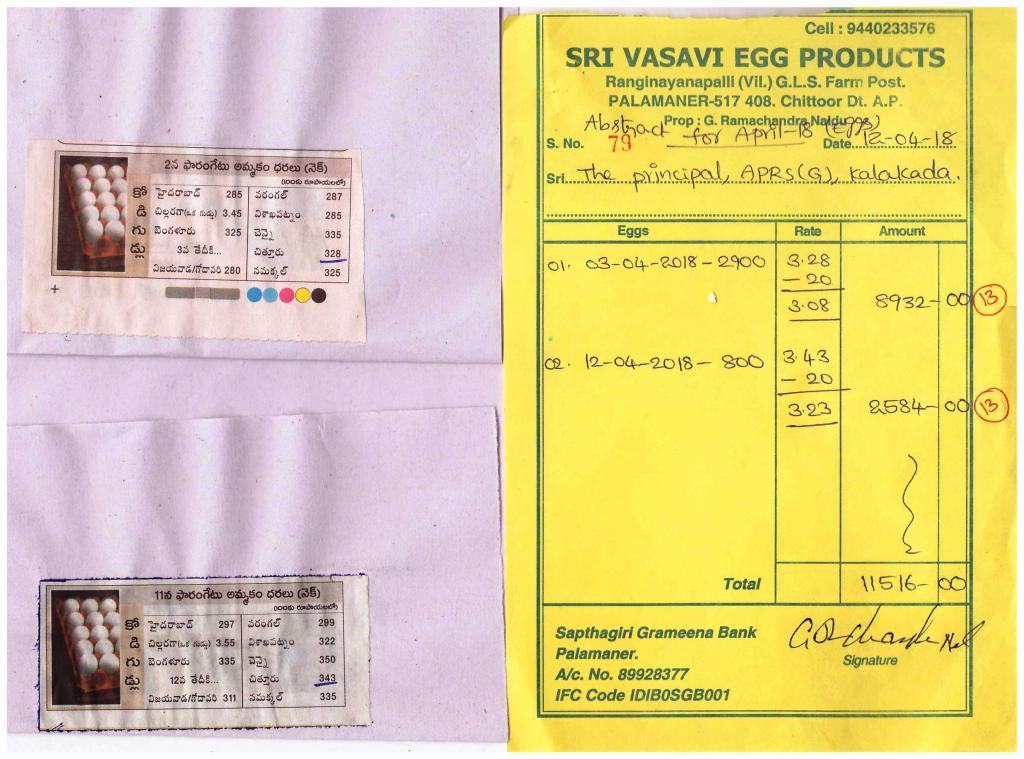 2న ఫారంగేటు అమ్మకం ధరలు (నెక్)
(100కు రూపాయలలో)
కోడిగుడ్లు
హైదరాబాద్ 285 వరంగల్ 287
చిల్లరగా(ఒక గుడ్డు) 3.45 విశాఖపట్నం 285
బెంగళూరు 325 చెన్నై 335
3వ తేదీకి... చిత్తూరు 328
విజయవాడ/గోదావరి 280 నమక్కల్ 325
11న ఫారంగేటు అమ్మకం ధరలు (నెక్)
(100కు రూపాయలలో)
కోడిగుడ్లు
హైదరాబాద్ 297 వరంగల్ 299
చిల్లరగా(ఒక గుడ్డు) 3.55 విశాఖపట్నం 322
బెంగళూరు 335 చెన్నై 350
12వ తేదీకి... చిత్తూరు 343
విజయవాడ/గోదావరి 311 నమక్కల్ 335
Cell : 9440233576
SRI VASAVI EGG PRODUCTS
Ranginayanapalli (Vil.) G.L.S. Farm Post.
PALAMANER-517 408. Chittoor Dt. A.P.
Prop : G. Ramachandra Naidu
Abstract for April-18 (Eggs)
S. No. 79 Date 12-04-18
Sri The principal, APRS(G), Kalakada.
Eggs Rate Amount
01. 03-04-2018-2900 3.28
- 20
3.08 8932-00 13
02. 12-04-2018-800 3.43
- 20
3.23 2584-00 13
Total 11516-00
Sapthagiri Grameena Bank
Palamaner.
A/c. No. 89928377
IFC Code IDIB0SGB001
Signature